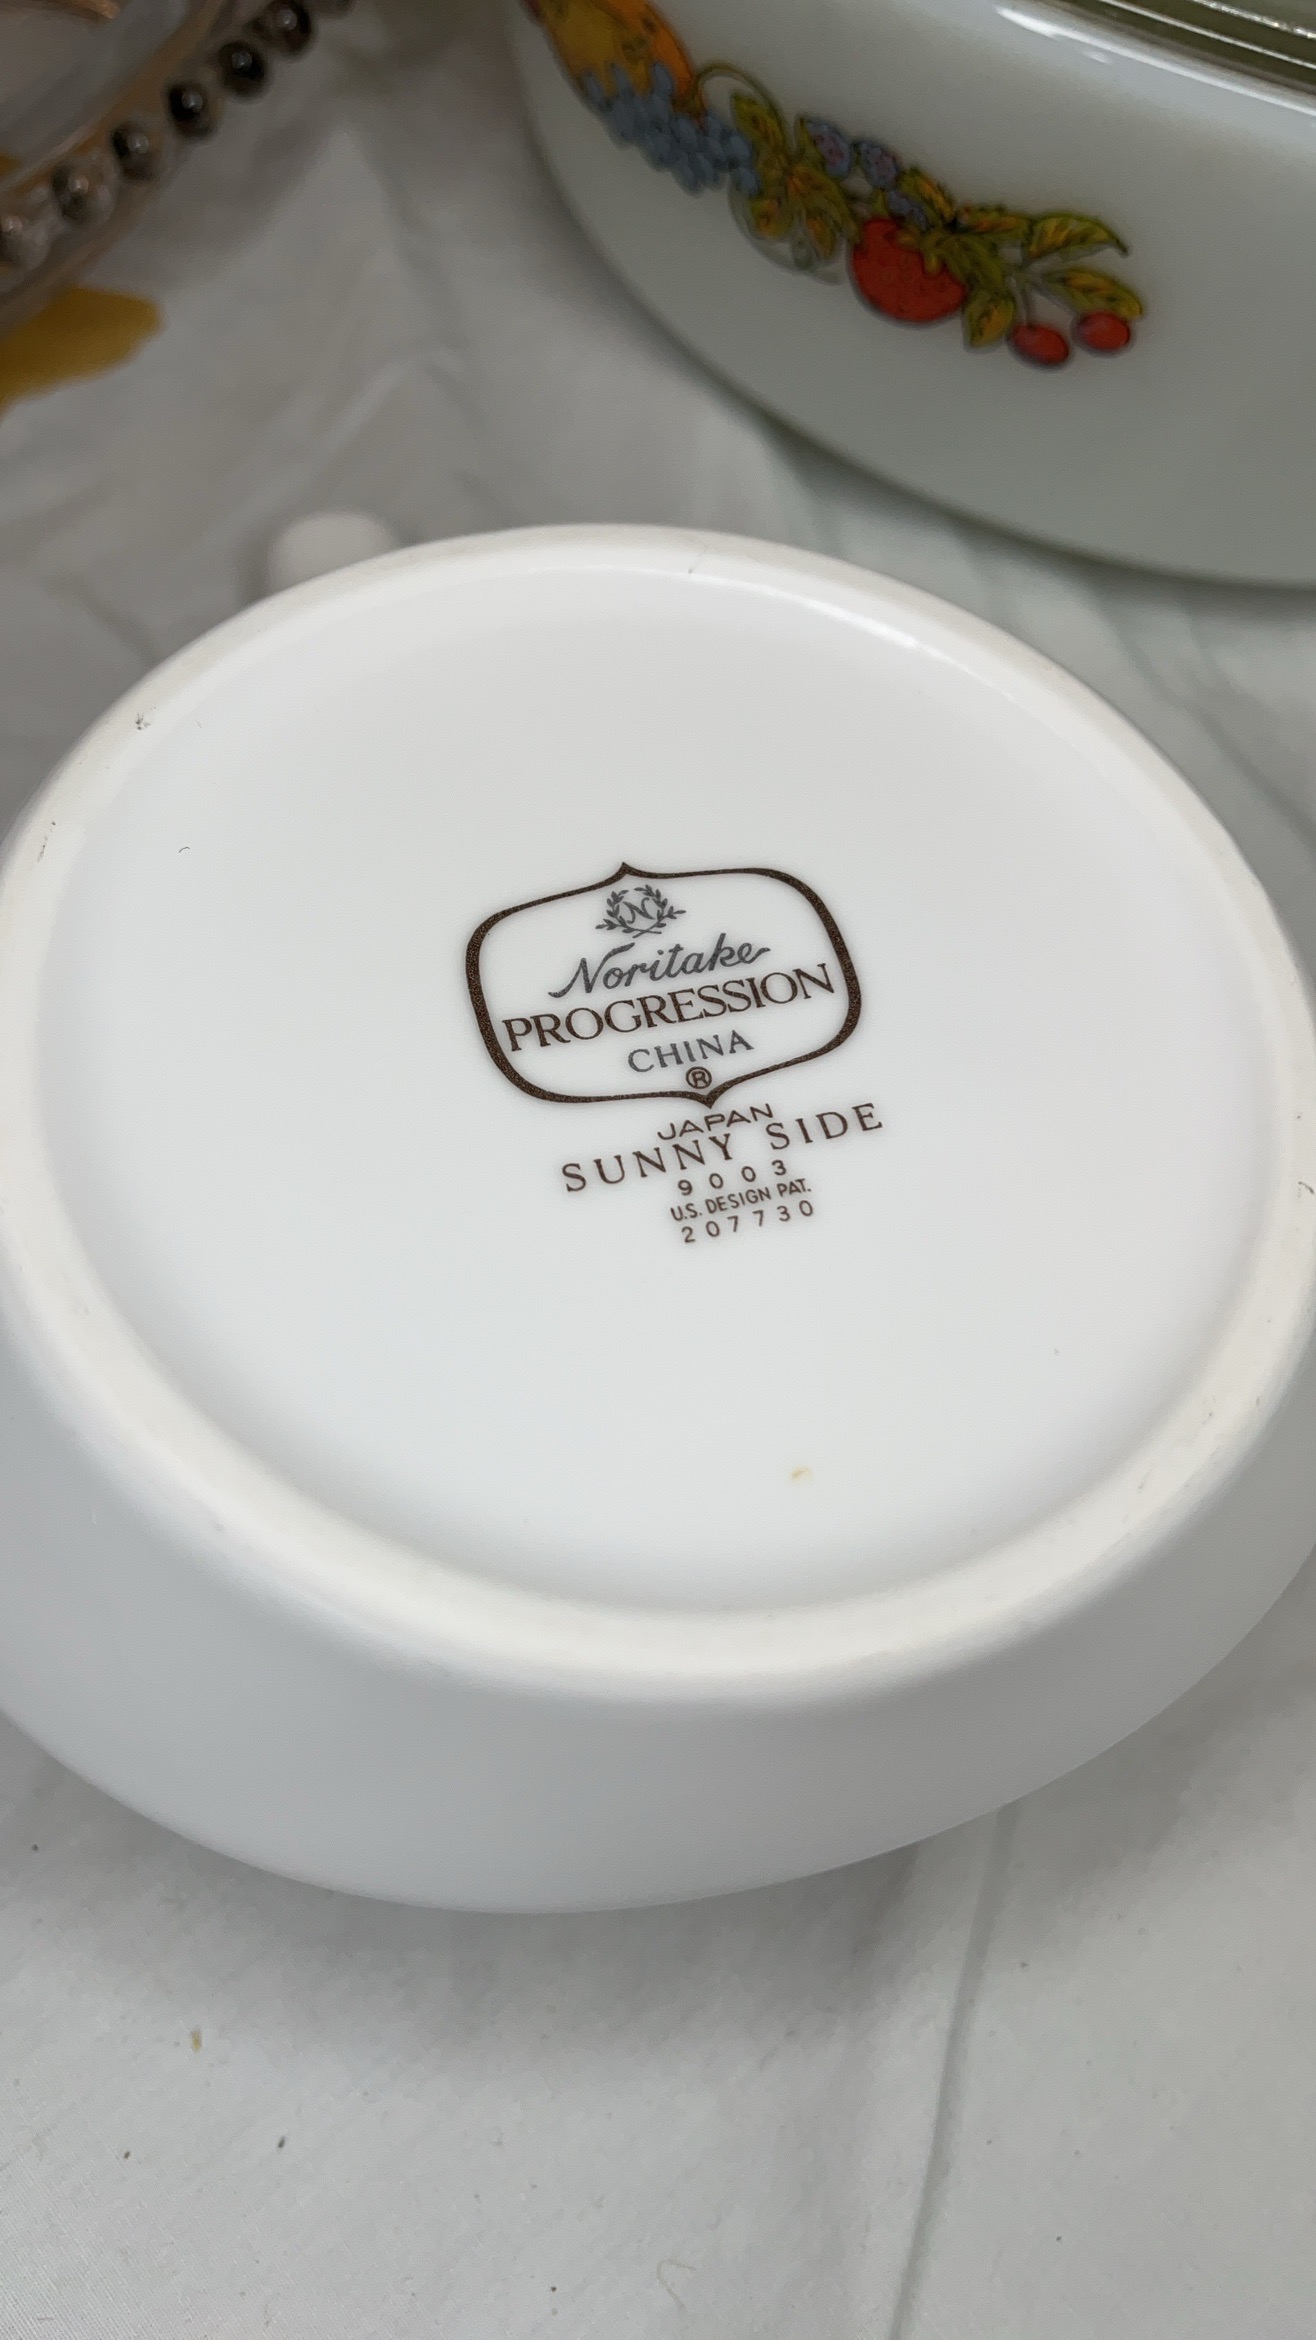 N
Noritake
PROGRESSION
CHINA
®
JAPAN
SUNNY SIDE
9003
U.S. DESIGN PAT.
207730